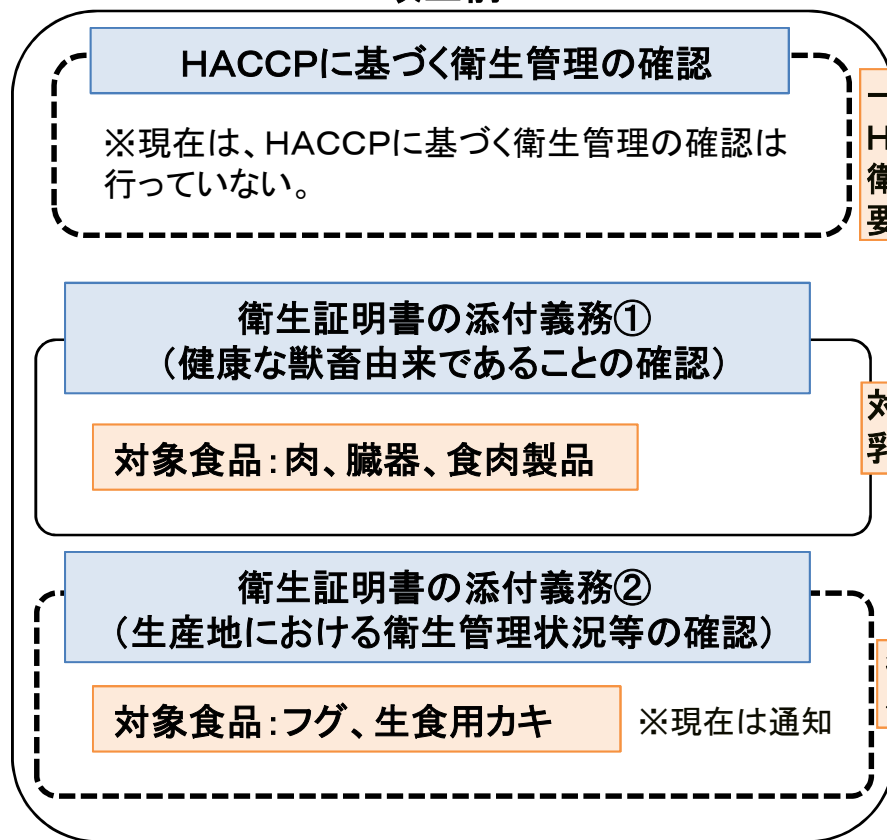 HACCPに基づく衛生管理の確認
※現在は、HACCPに基づく衛生管理の確認は
行っていない。
一
H
衛
要
衛生証明書の添付義務①
（健康な獣畜由来であることの確認）
対象食品：肉、臓器、食肉製品
対
乳
衛生証明書の添付義務②
（生産地における衛生管理状況等の確認）
対象食品：フグ、生食用カキ
※現在は通知